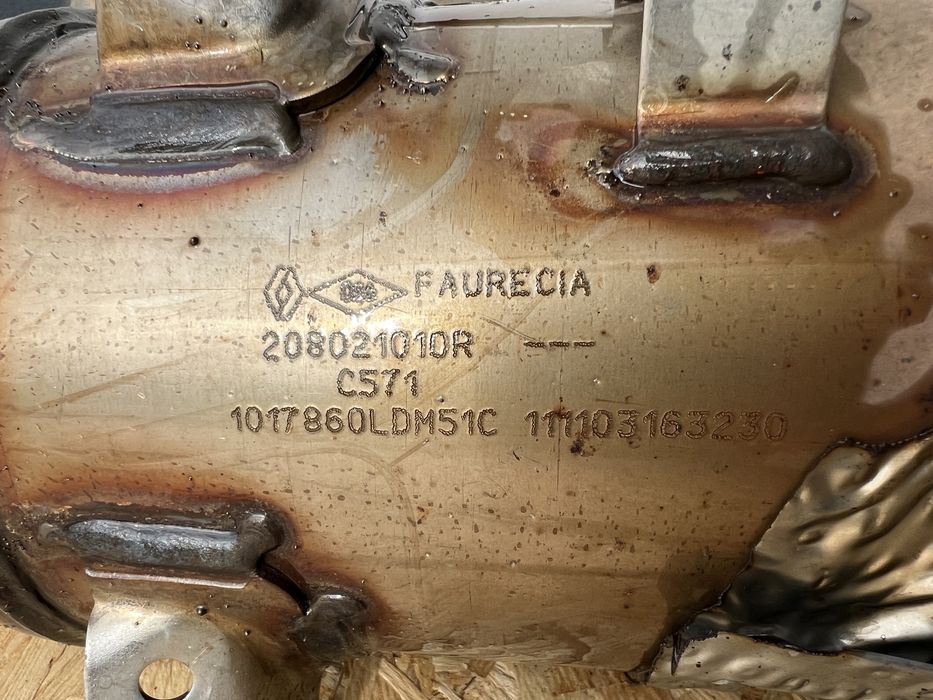 FAURECIA
208021010R ---
C571
1017860LDM51C 111103163230